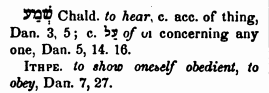 שְׁמַע Chald. to hear, c. acc. of thing,
Dan. 3, 5; c. עַל of or concerning any
one, Dan. 5, 14. 16.
ITHPE. to show oneself obedient, to
obey, Dan. 7, 27.